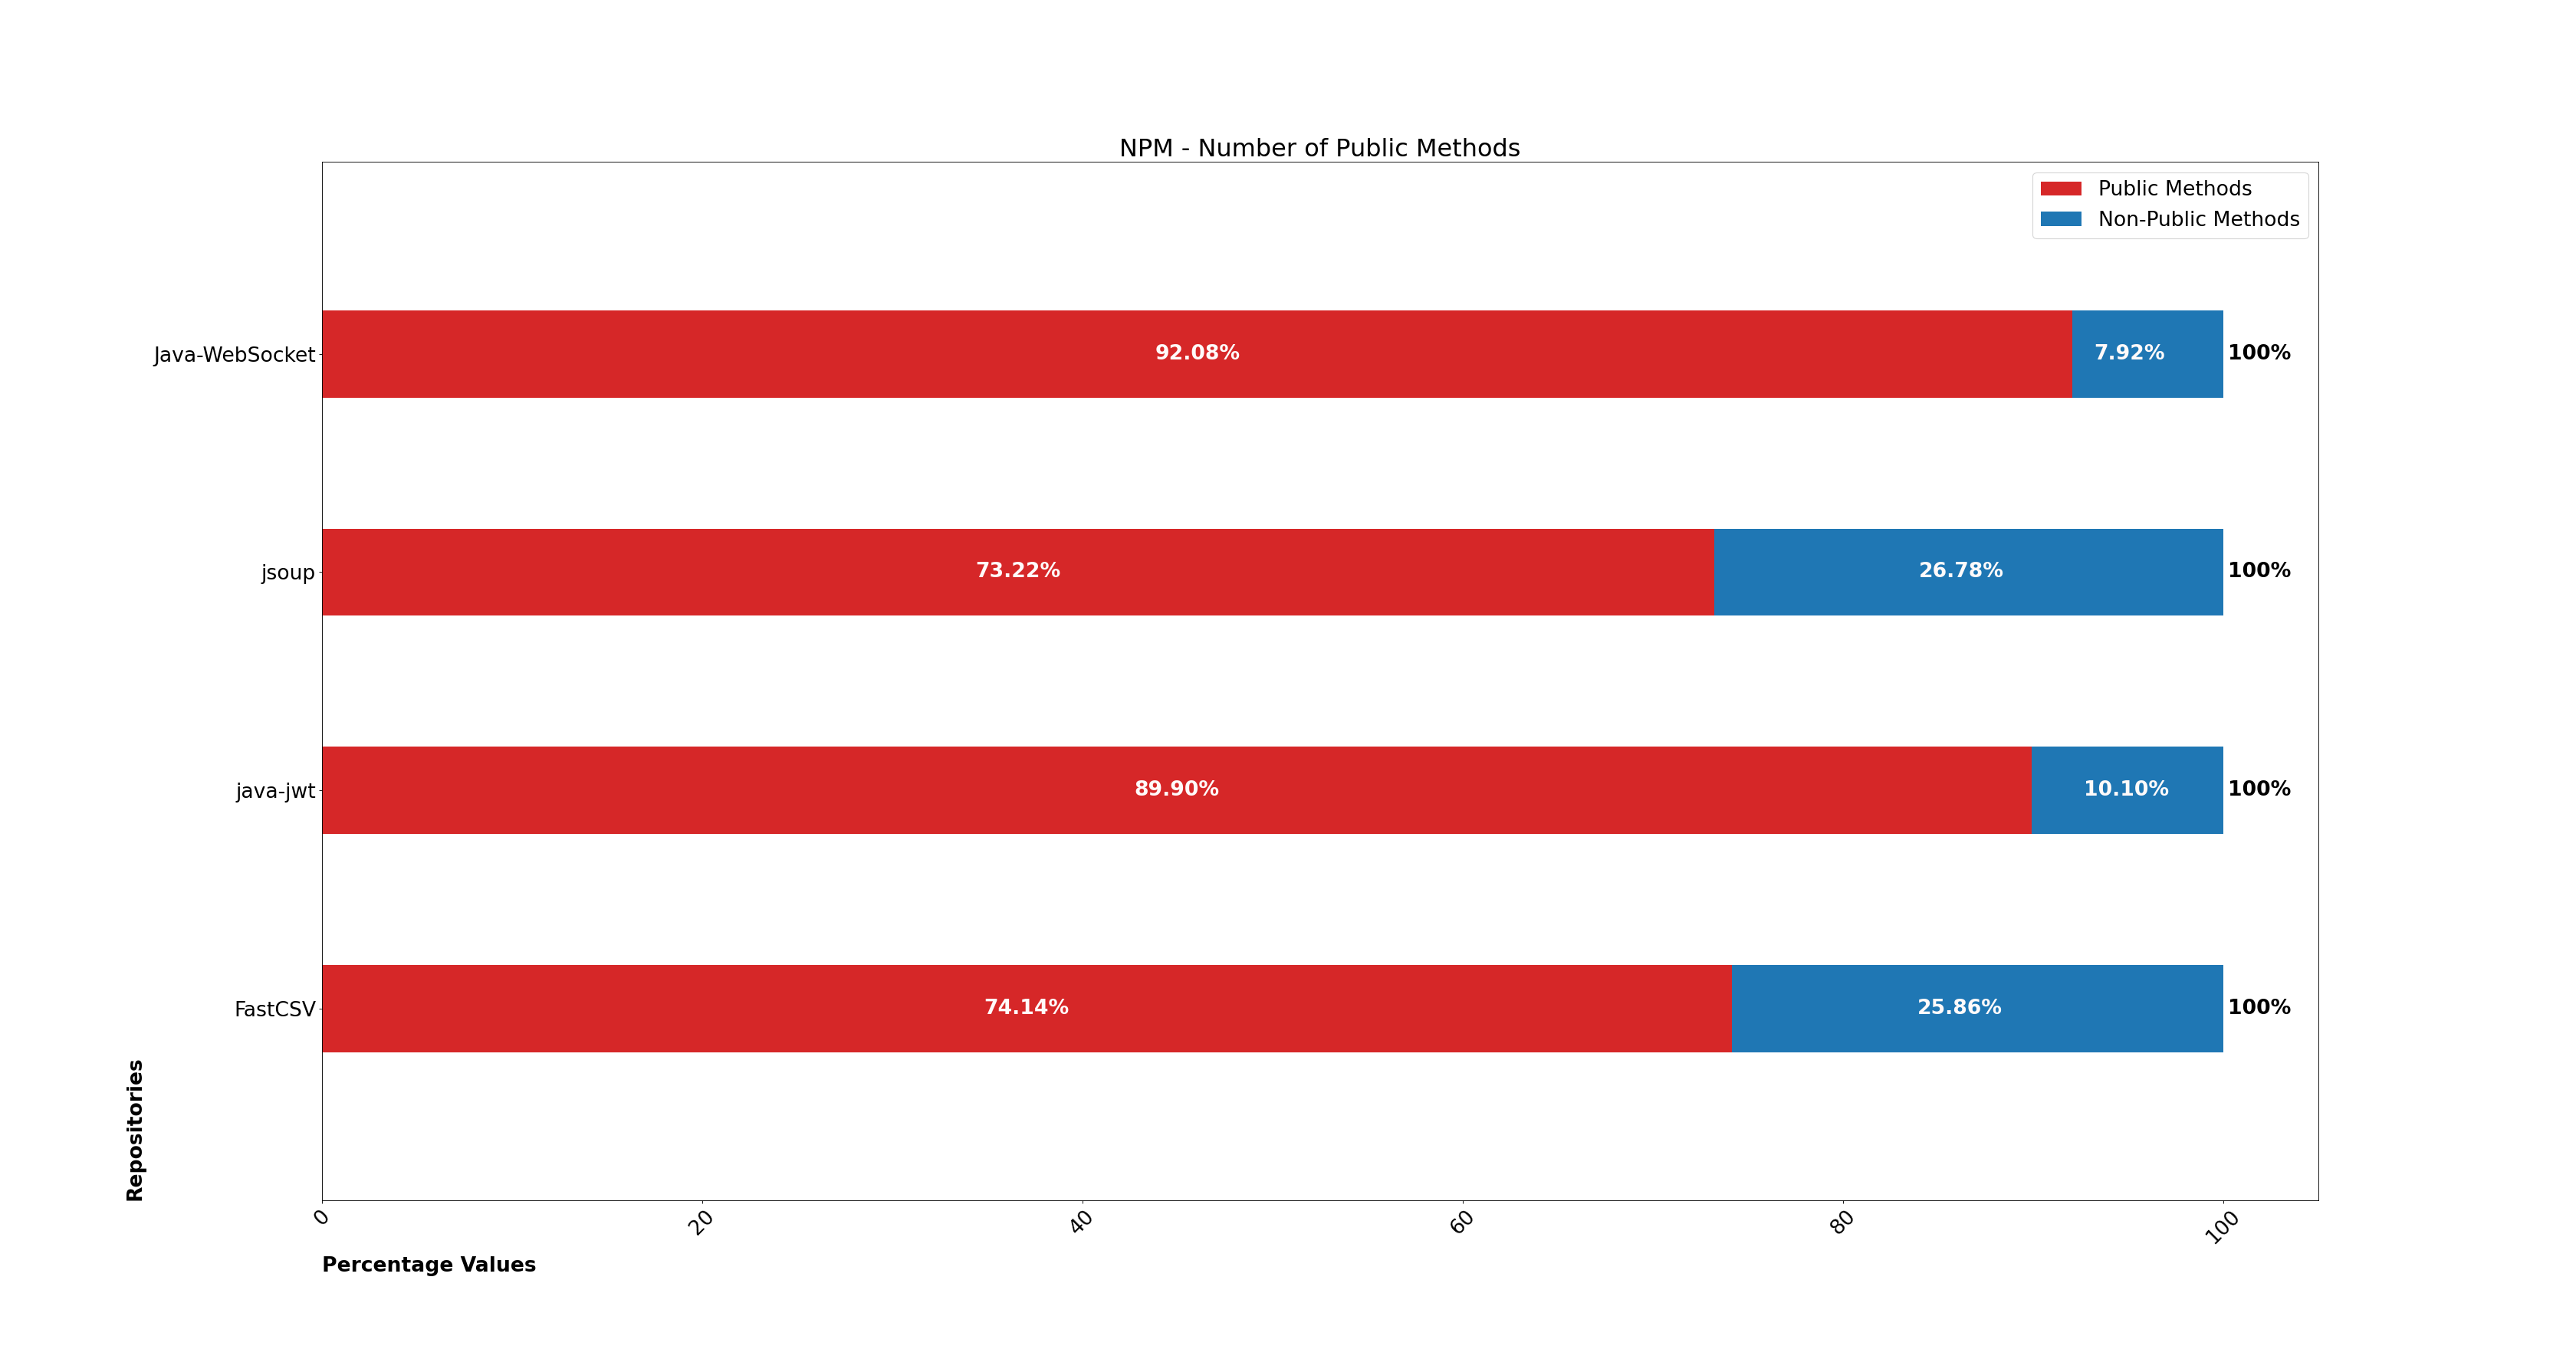 NPM - Number of Public Methods
Public Methods
Non-Public Methods
Java-WebSocket
92.08%
7.92%
100%
jsoup
73.22%
26.78%
100%
java-jwt
89.90%
10.10%
100%
FastCSV
74.14%
25.86%
100%
Repositories
0
20
40
60
80
100
Percentage Values